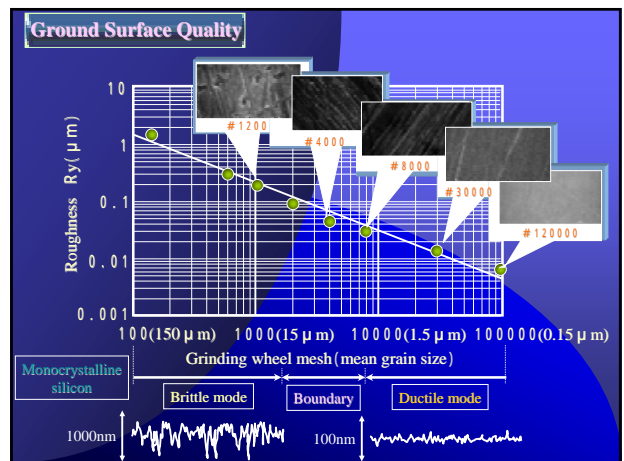 Ground Surface Quality
10
1
0.1
0.01
0.001
Roughness Ry(μm)
#1200
#4000
#8000
#30000
#120000
100(150μm) 1000(15μm) 10000(1.5μm) 100000(0.15μm)
Grinding wheel mesh(mean grain size)
Monocrystalline
silicon
Brittle mode
Boundary
Ductile mode
1000nm
100nm